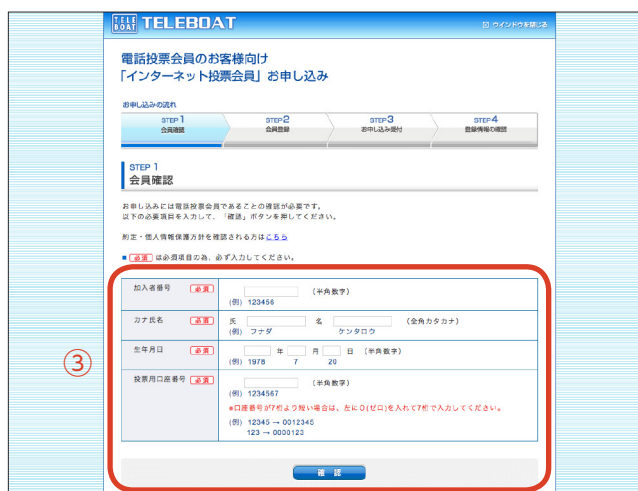 TELE BOAT TELEBOAT
ウインドウを閉じる
電話投票会員のお客様向け
「インターネット投票会員」お申し込み
お申し込みの流れ
STEP 1 会員確認
STEP2 会員登録
STEP3 お申し込み受付
STEP4 登録情報の確認
STEP 1
会員確認
お申し込みには電話投票会員であることの確認が必要です。
以下の必要項目を入力して、「確認」ボタンを押してください。
約定・個人情報保護方針を確認される方はこちら
■ 必須 は必須項目の為、必ず入力してください。
③
加入者番号 必須 (半角数字)
(例) 123456
カナ氏名 必須 氏 名 (全角カタカナ)
(例) フナダ ケンタロウ
生年月日 必須 年 月 日 (半角数字)
(例) 1978 7 20
投票用口座番号 必須 (半角数字)
(例) 1234567
※口座番号が7桁より短い場合は、左に0(ゼロ)を入れて7桁で入力してください。
(例) 12345 → 0012345
123 → 0000123
確 認